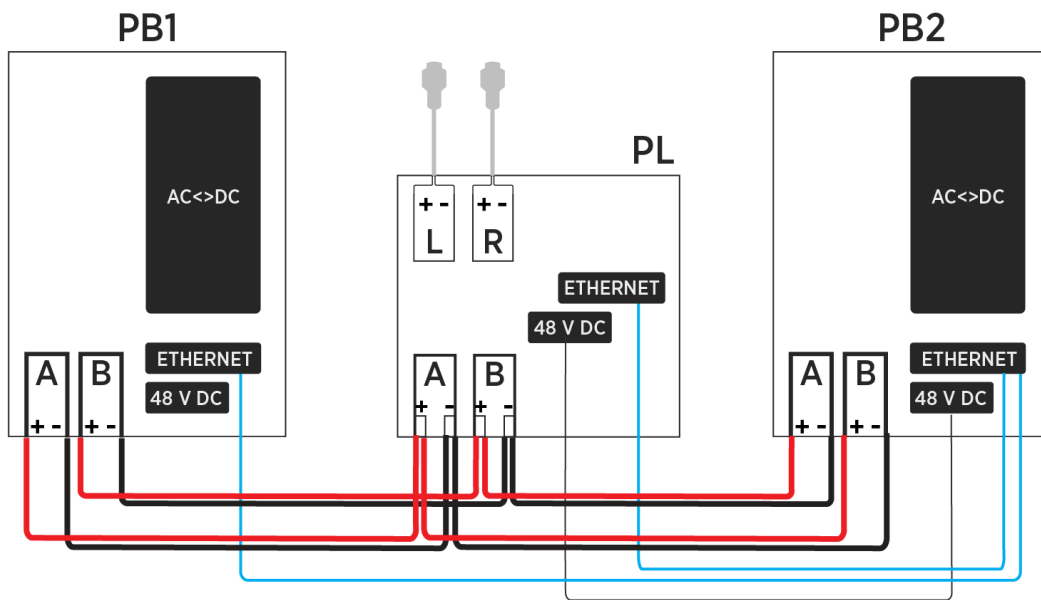 PB1
PB2
PL
AC<>DC
AC<>DC
+ - + -
L R
ETHERNET
48 V DC
A B
ETHERNET
48 V DC
+ - + -
A B
+ - + -
A B
ETHERNET
48 V DC
+ - + -